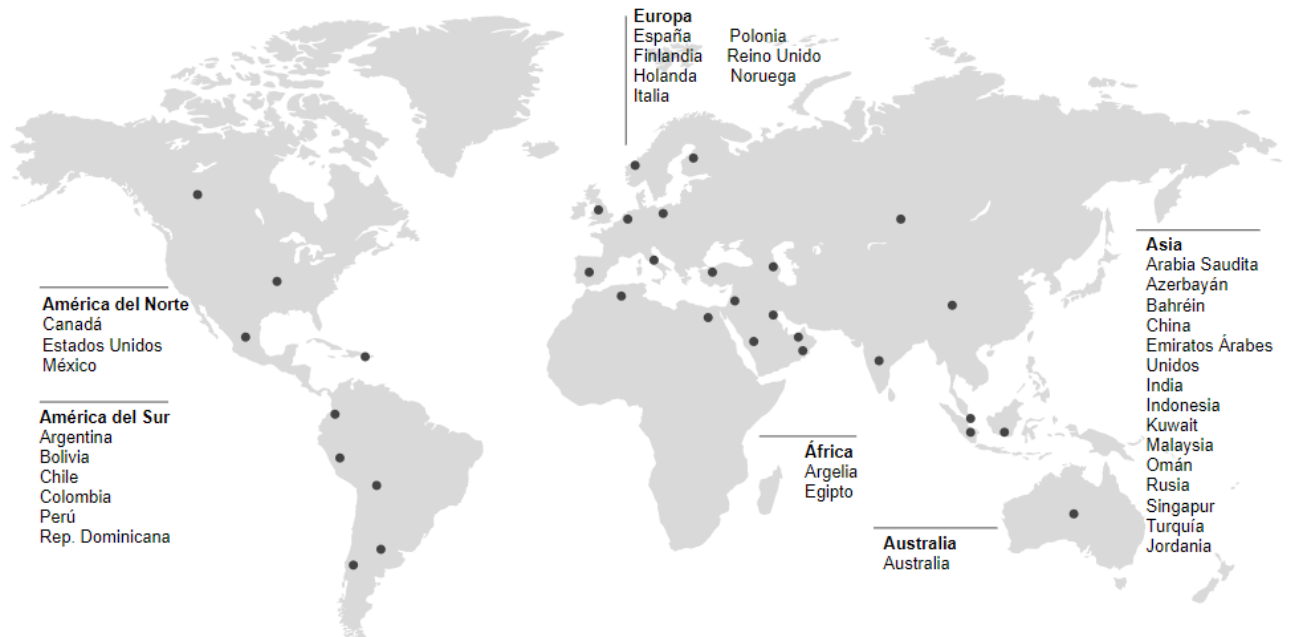 Europa
España Polonia
Finlandia Reino Unido
Holanda Noruega
Italia
América del Norte
Canadá
Estados Unidos
México
América del Sur
Argentina
Bolivia
Chile
Colombia
Perú
Rep. Dominicana
África
Argelia
Egipto
Australia
Australia
Asia
Arabia Saudita
Azerbayán
Bahréin
China
Emiratos Árabes
Unidos
India
Indonesia
Kuwait
Malaysia
Omán
Rusia
Singapur
Turquía
Jordania